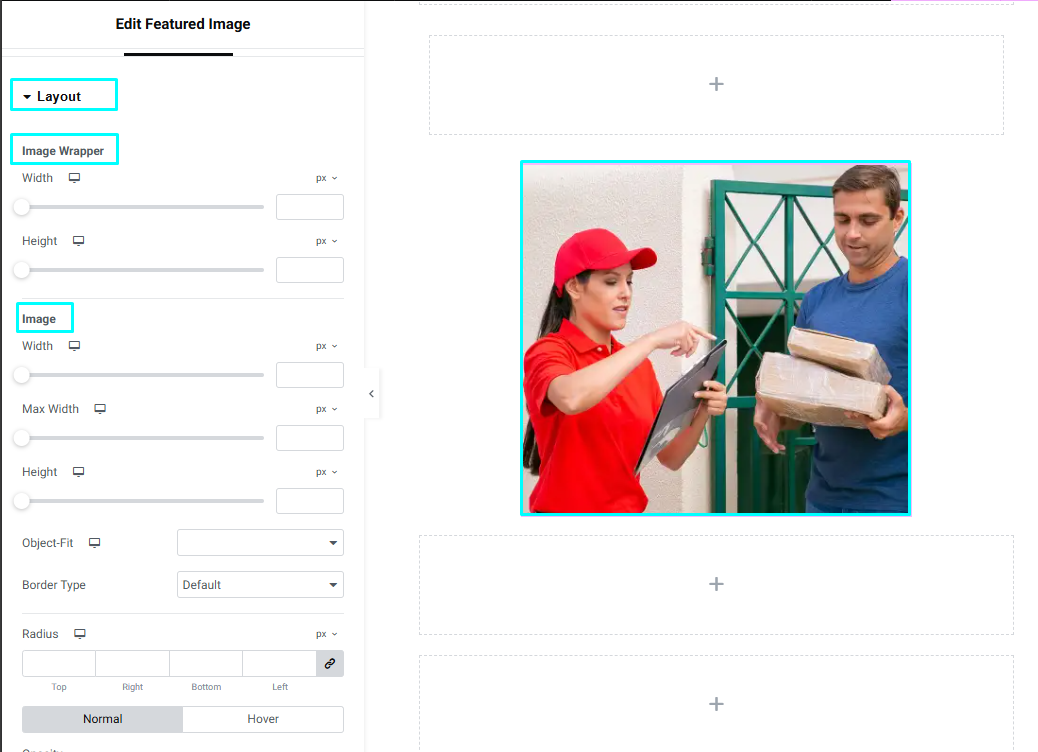 Edit Featured Image
Layout
Image Wrapper
Width px
Height px
Image
Width px
Max Width px
Height px
Object-Fit
Border Type Default
Radius px
Top Right Bottom Left
Normal Hover
Opacity